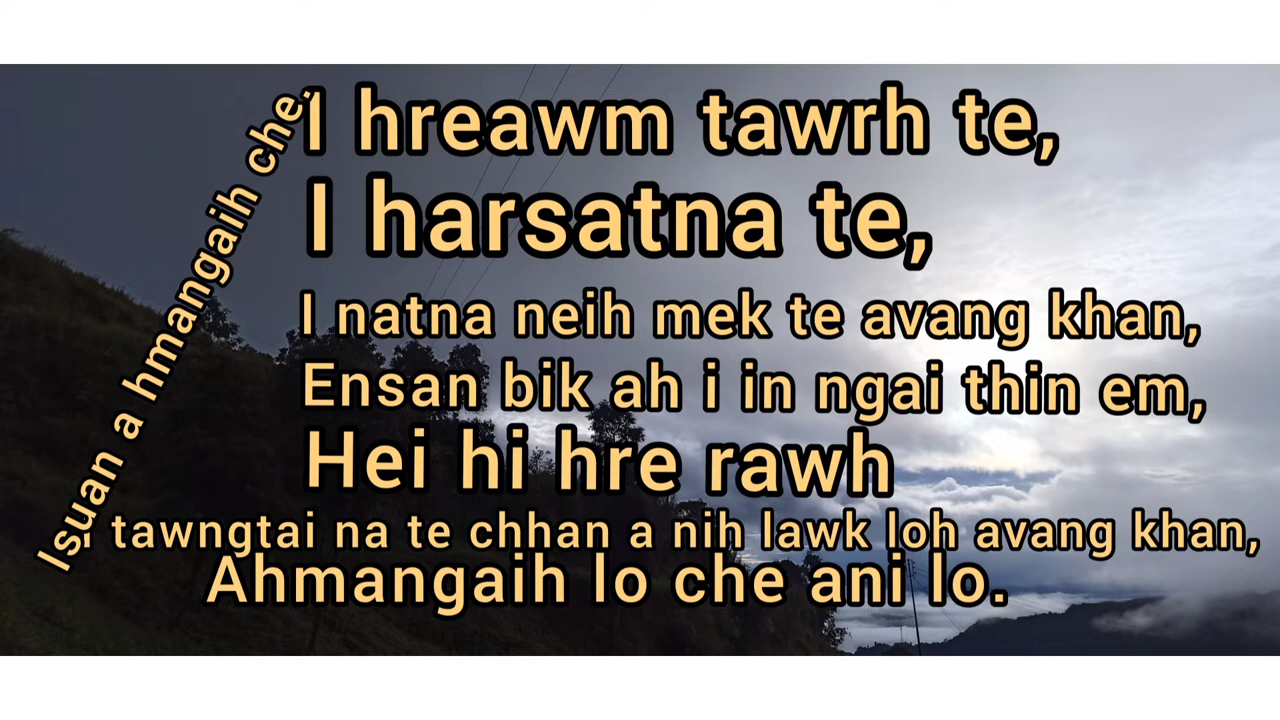 I hreawm tawrh te,
I harsatna te,
I natna neih mek te avang khan,
Ensan bik ah i in ngai thin em,
Hei hi hre rawh
I tawngtai na te chhan a nih lawk loh avang khan,
Ahmangaih lo che ani lo.
Isuan a hmangaih che.